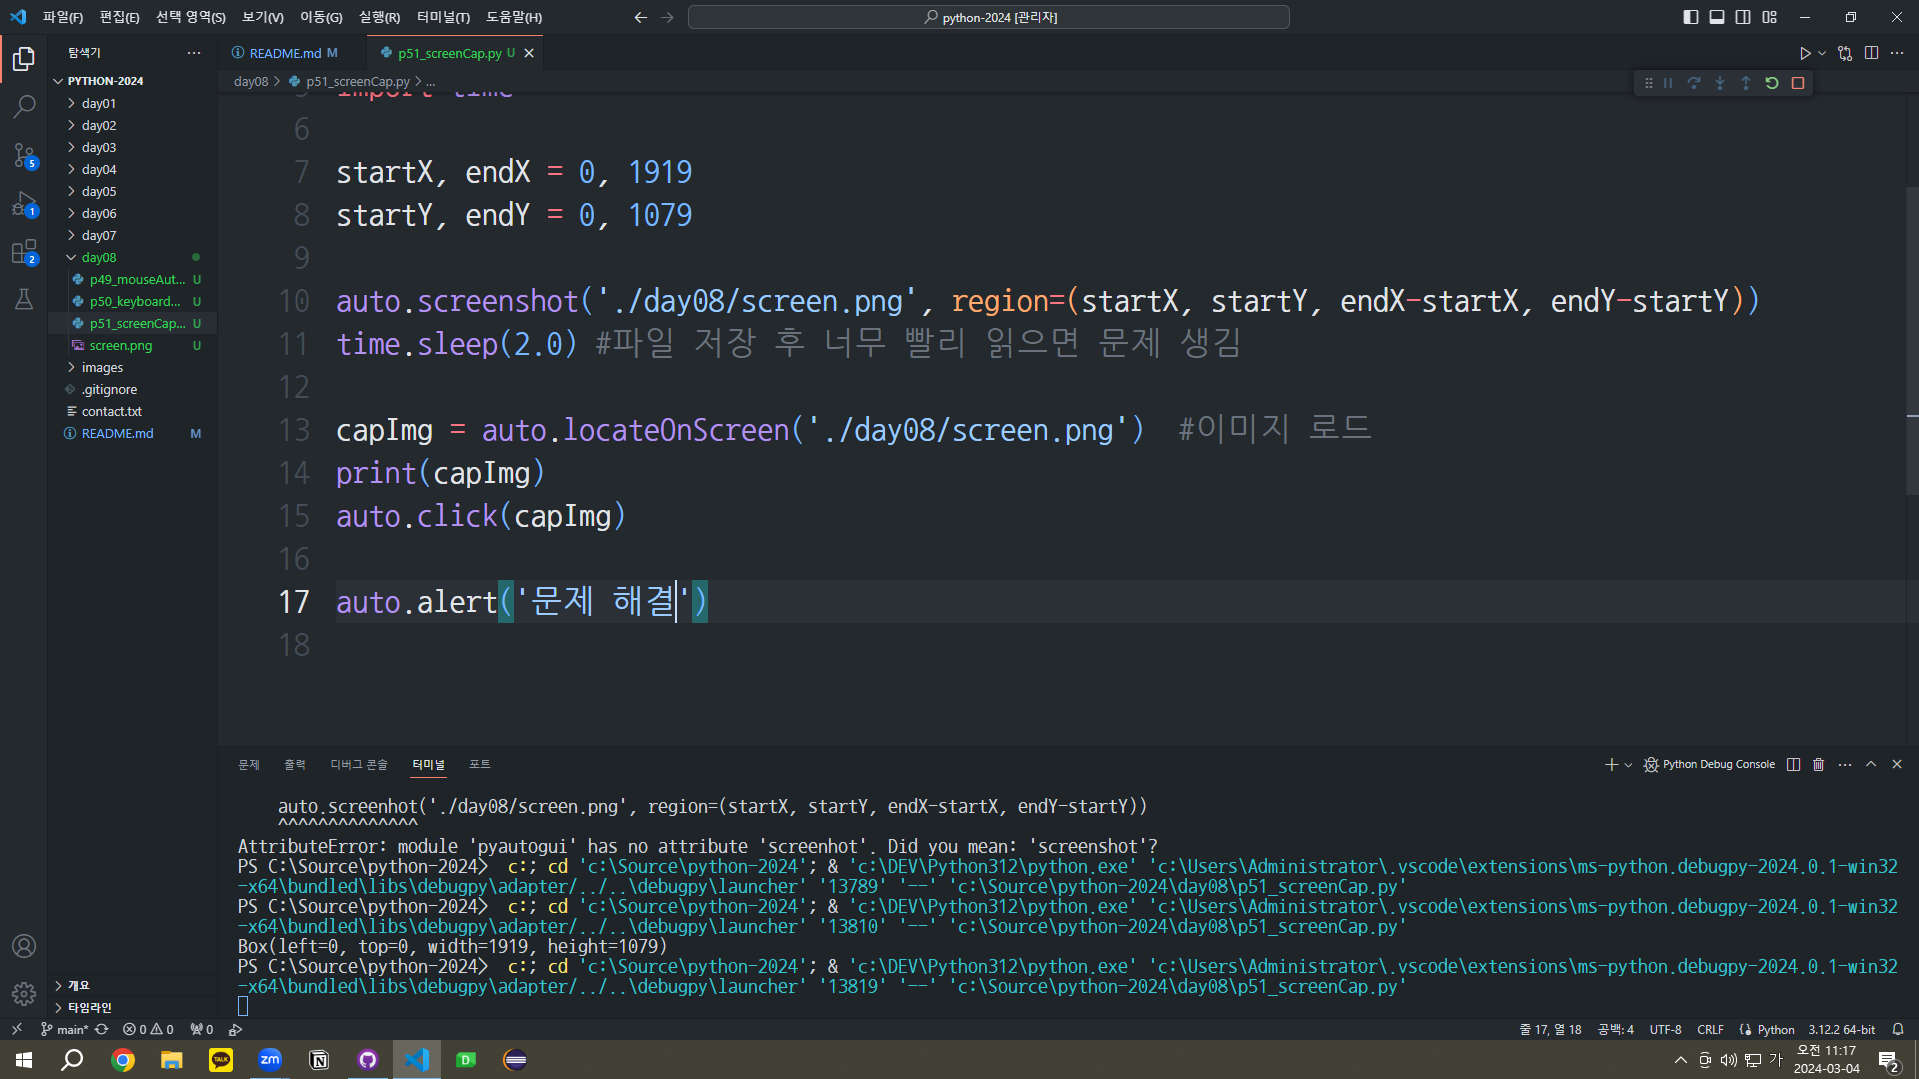 파일(F) 편집(E) 선택 영역(S) 보기(V) 이동(G) 실행(R) 터미널(T) 도움말(H)
python-2024 [관리자]
탐색기
README.md M
p51_screenCap.py U
PYTHON-2024
day08 > p51_screenCap.py > ...
day01
day02
day03
day04
day05
day06
day07
day08
p49_mouseAut... U
p50_keyboard... U
p51_screenCap... U
screen.png U
images
.gitignore
contact.txt
README.md M
개요
타임라인
5
1
2
5 import time
6
7 startX, endX = 0, 1919
8 startY, endY = 0, 1079
9
10 auto.screenshot('./day08/screen.png', region=(startX, startY, endX-startX, endY-startY))
11 time.sleep(2.0) #파일 저장 후 너무 빨리 읽으면 문제 생김
12
13 capImg = auto.locateOnScreen('./day08/screen.png') #이미지 로드
14 print(capImg)
15 auto.click(capImg)
16
17 auto.alert('문제 해결')
18
문제 출력 디버그 콘솔 터미널 포트
Python Debug Console
auto.screenhot('./day08/screen.png', region=(startX, startY, endX-startX, endY-startY))
^^^^^^^^^^^^^^
AttributeError: module 'pyautogui' has no attribute 'screenhot'. Did you mean: 'screenshot'?
PS C:\Source\python-2024> c:; cd 'c:\Source\python-2024'; & 'c:\DEV\Python312\python.exe' 'c:\Users\Administrator\.vscode\extensions\ms-python.debugpy-2024.0.1-win32
-x64\bundled\libs\debugpy\adapter/../..\debugpy\launcher' '13789' '--' 'c:\Source\python-2024\day08\p51_screenCap.py'
PS C:\Source\python-2024> c:; cd 'c:\Source\python-2024'; & 'c:\DEV\Python312\python.exe' 'c:\Users\Administrator\.vscode\extensions\ms-python.debugpy-2024.0.1-win32
-x64\bundled\libs\debugpy\adapter/../..\debugpy\launcher' '13810' '--' 'c:\Source\python-2024\day08\p51_screenCap.py'
Box(left=0, top=0, width=1919, height=1079)
PS C:\Source\python-2024> c:; cd 'c:\Source\python-2024'; & 'c:\DEV\Python312\python.exe' 'c:\Users\Administrator\.vscode\extensions\ms-python.debugpy-2024.0.1-win32
-x64\bundled\libs\debugpy\adapter/../..\debugpy\launcher' '13819' '--' 'c:\Source\python-2024\day08\p51_screenCap.py'
main* 0 0 0
줄 17, 열 18 공백: 4 UTF-8 CRLF Python 3.12.2 64-bit
TALK
zm
N
D
가
오전 11:17
2024-03-04
2